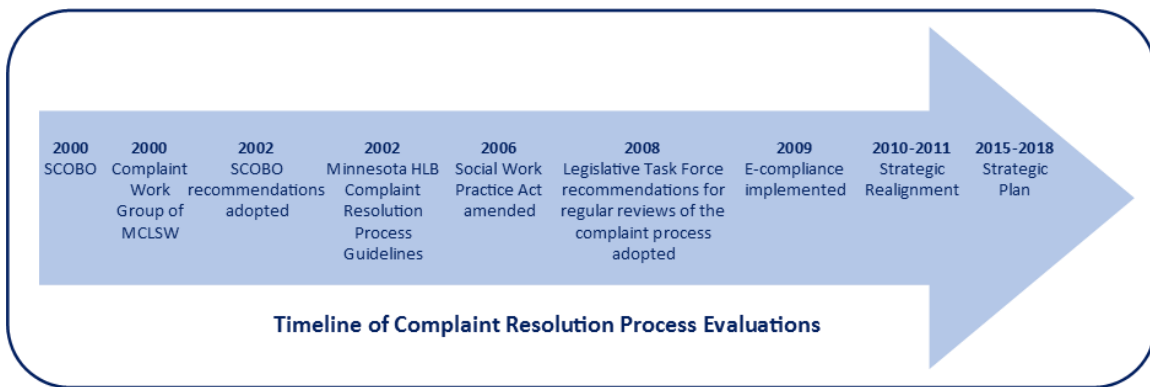 2000
SCOBO
2000
Complaint
Work
Group of
MCLSW
2002
SCOBO
recommendations
adopted
2002
Minnesota HLB
Complaint
Resolution
Process
Guidelines
2006
Social Work
Practice Act
amended
2008
Legislative Task Force
recommendations for
regular reviews of the
complaint process
adopted
2009
E-compliance
implemented
2010-2011
Strategic
Realignment
2015-2018
Strategic
Plan
Timeline of Complaint Resolution Process Evaluations